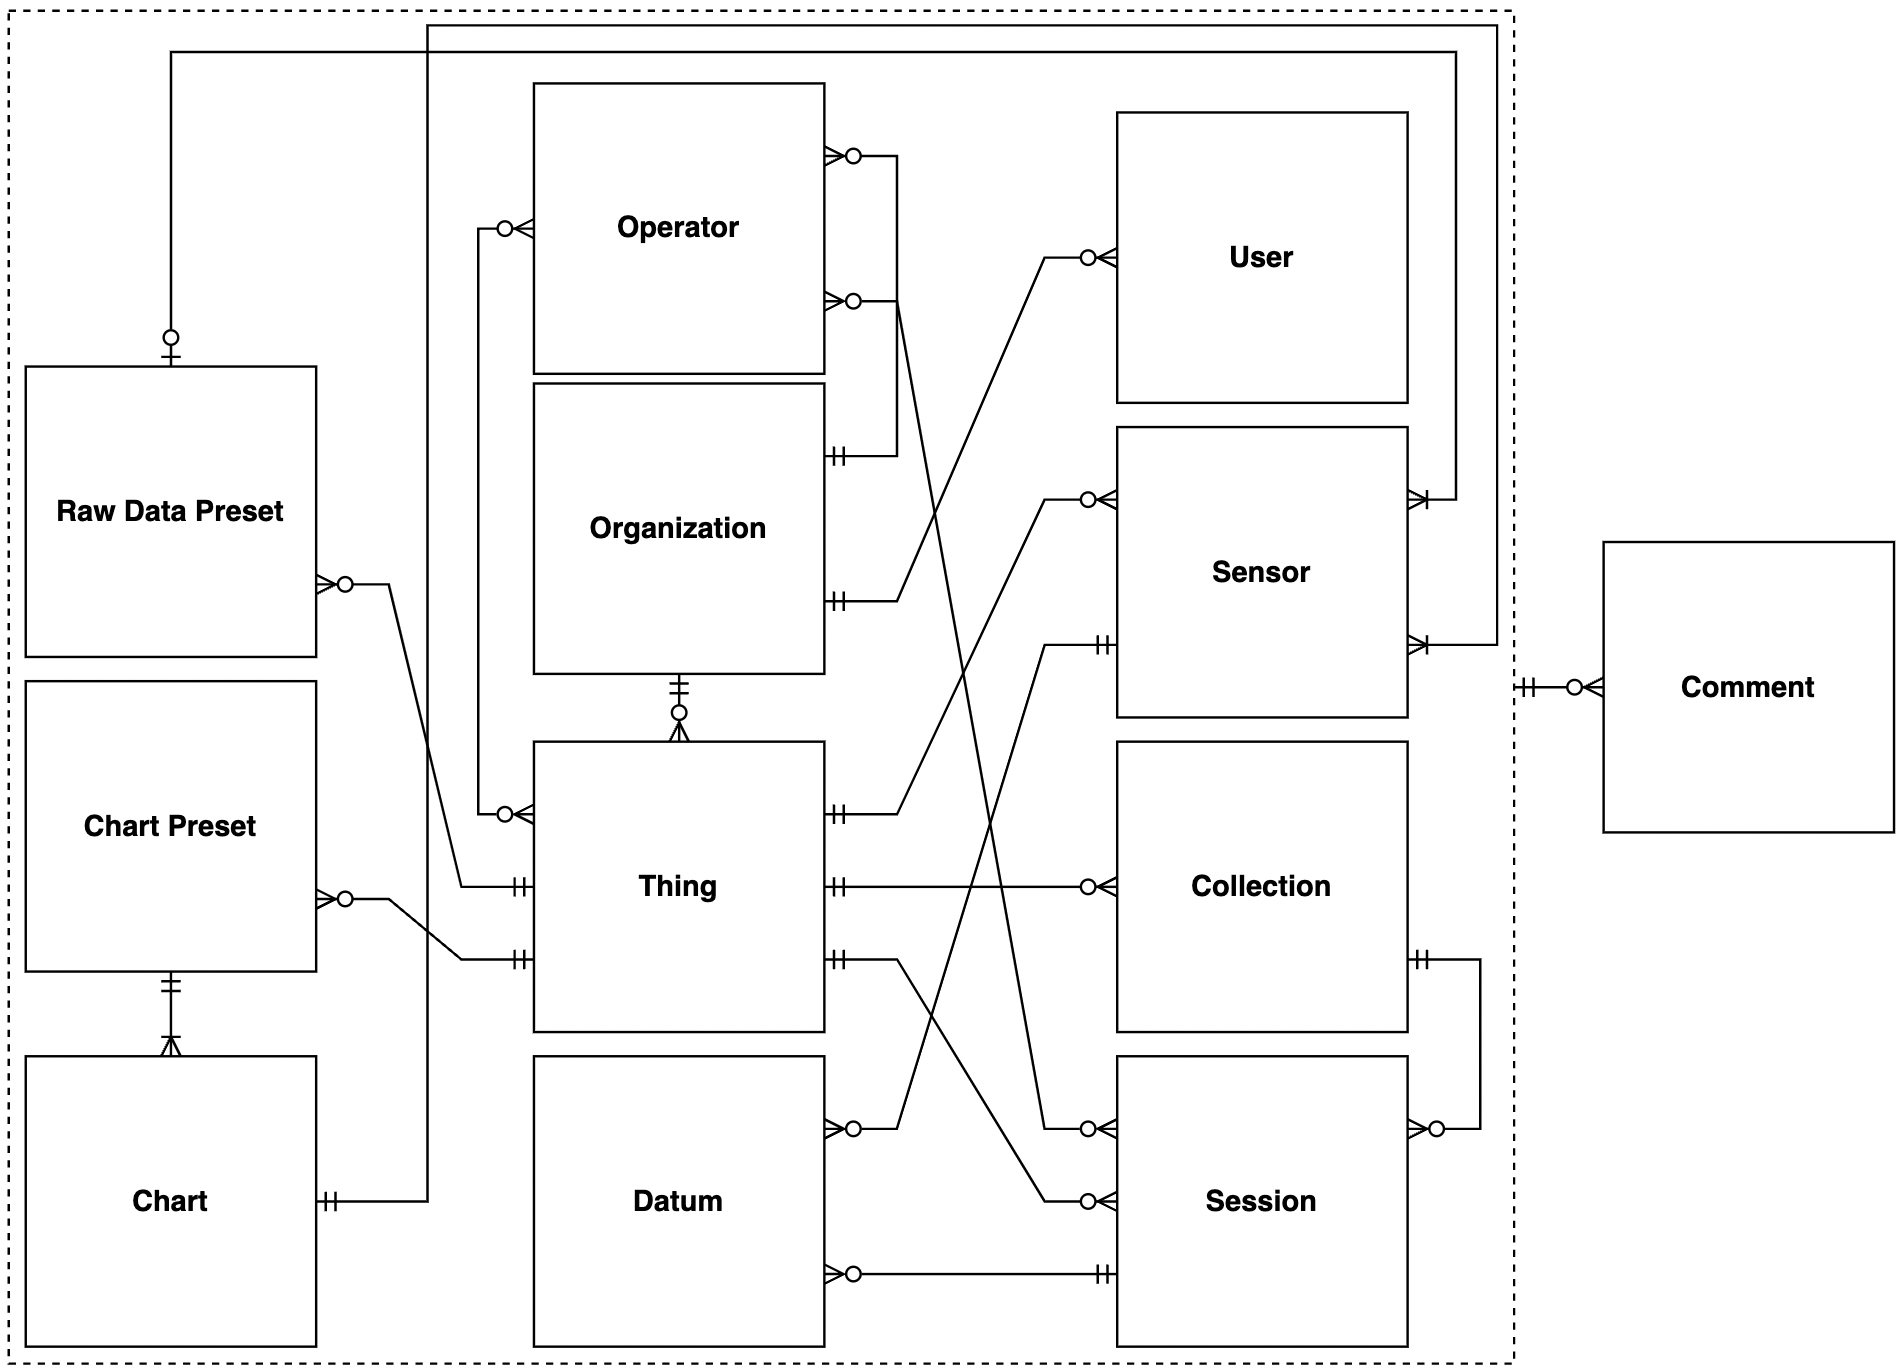 Operator
User
Raw Data Preset
Organization
Sensor
Comment
Chart Preset
Thing
Collection
Chart
Datum
Session